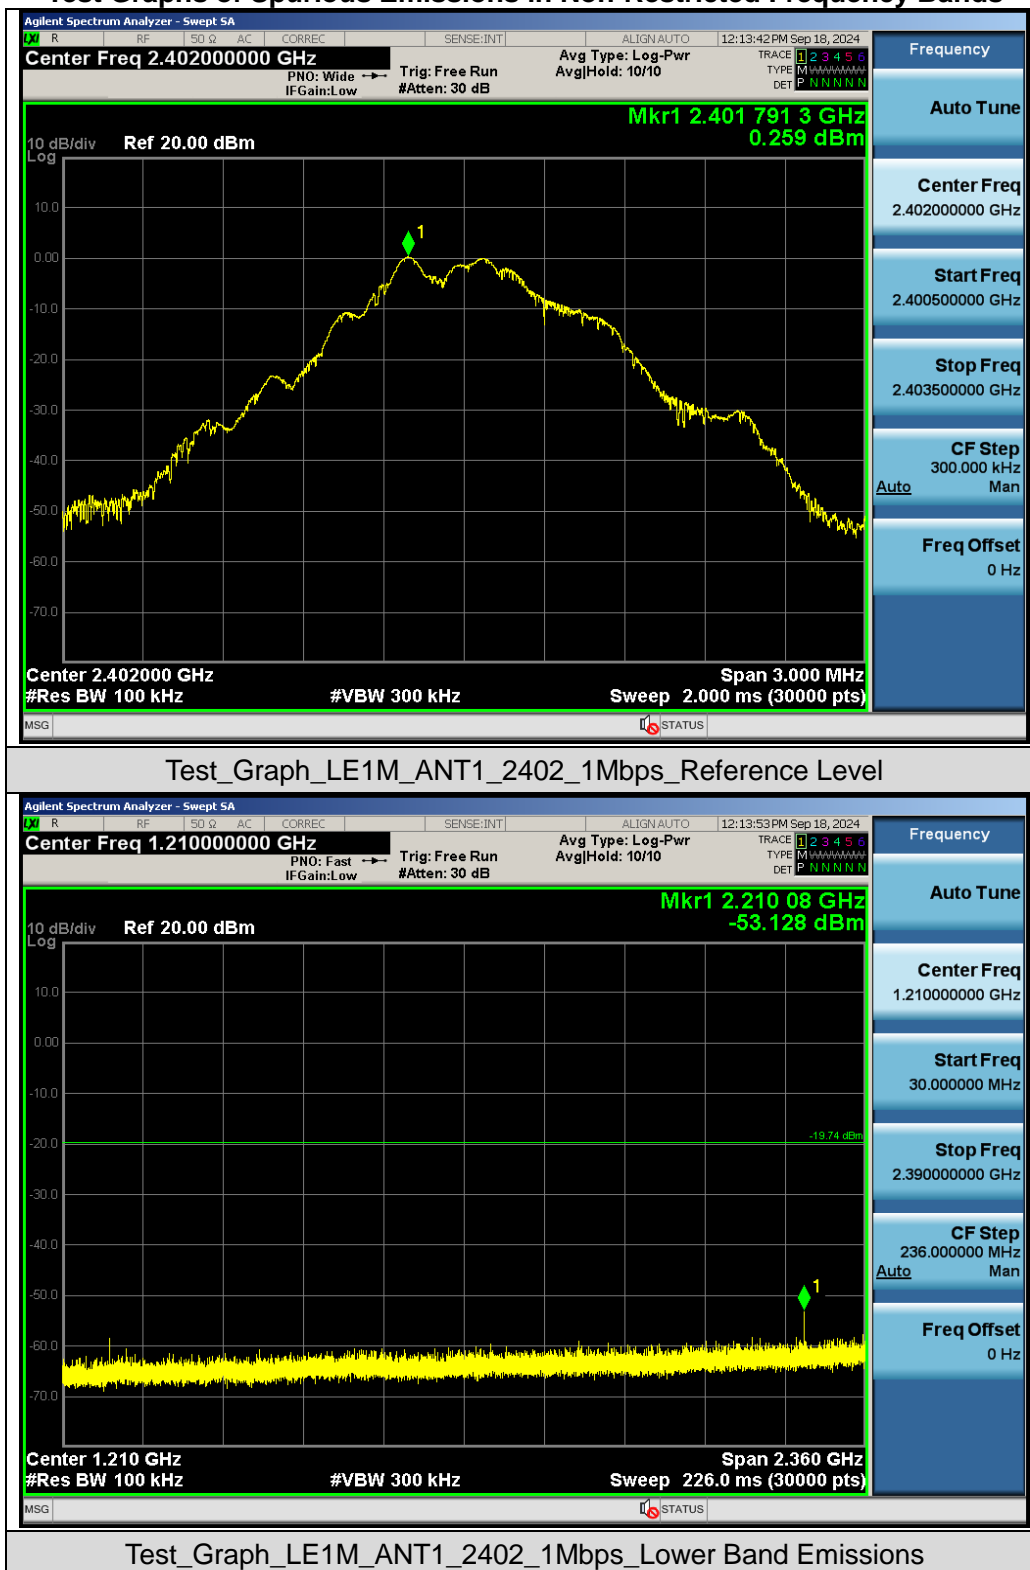 Test Graphs of Spurious Emissions in Non-Restricted Frequency Bands
Agilent Spectrum Analyzer - Swept SA
LXI R RF 50 Ω AC CORREC SENSE:INT ALIGN AUTO 12:13:42 PM Sep 18, 2024
Center Freq 2.402000000 GHz
PNO: Wide
IFGain:Low
Trig: Free Run
#Atten: 30 dB
Avg Type: Log-Pwr
Avg|Hold: 10/10
TRACE 1 2 3 4 5 6
TYPE M WWWWW
DET P N N N N N
Frequency
Auto Tune
Center Freq
2.402000000 GHz
Start Freq
2.400500000 GHz
Stop Freq
2.403500000 GHz
CF Step
300.000 kHz
Auto Man
Freq Offset
0 Hz
Mkr1 2.401 791 3 GHz
0.259 dBm
10 dB/div Ref 20.00 dBm
Log
10.0
0.00
-10.0
-20.0
-30.0
-40.0
-50.0
-60.0
-70.0
1
Center 2.402000 GHz Span 3.000 MHz
#Res BW 100 kHz #VBW 300 kHz Sweep 2.000 ms (30000 pts)
MSG STATUS
Test_Graph_LE1M_ANT1_2402_1Mbps_Reference Level
Agilent Spectrum Analyzer - Swept SA
LXI R RF 50 Ω AC CORREC SENSE:INT ALIGN AUTO 12:13:53 PM Sep 18, 2024
Center Freq 1.210000000 GHz
PNO: Fast
IFGain:Low
Trig: Free Run
#Atten: 30 dB
Avg Type: Log-Pwr
Avg|Hold: 10/10
TRACE 1 2 3 4 5 6
TYPE M WWWWW
DET P N N N N N
Frequency
Auto Tune
Center Freq
1.210000000 GHz
Start Freq
30.000000 MHz
Stop Freq
2.390000000 GHz
CF Step
236.000000 MHz
Auto Man
Freq Offset
0 Hz
Mkr1 2.210 08 GHz
-53.128 dBm
10 dB/div Ref 20.00 dBm
Log
10.0
0.00
-10.0
-20.0
-30.0
-40.0
-50.0
-60.0
-70.0
-19.74 dBm
1
Center 1.210 GHz Span 2.360 GHz
#Res BW 100 kHz #VBW 300 kHz Sweep 226.0 ms (30000 pts)
MSG STATUS
Test_Graph_LE1M_ANT1_2402_1Mbps_Lower Band Emissions